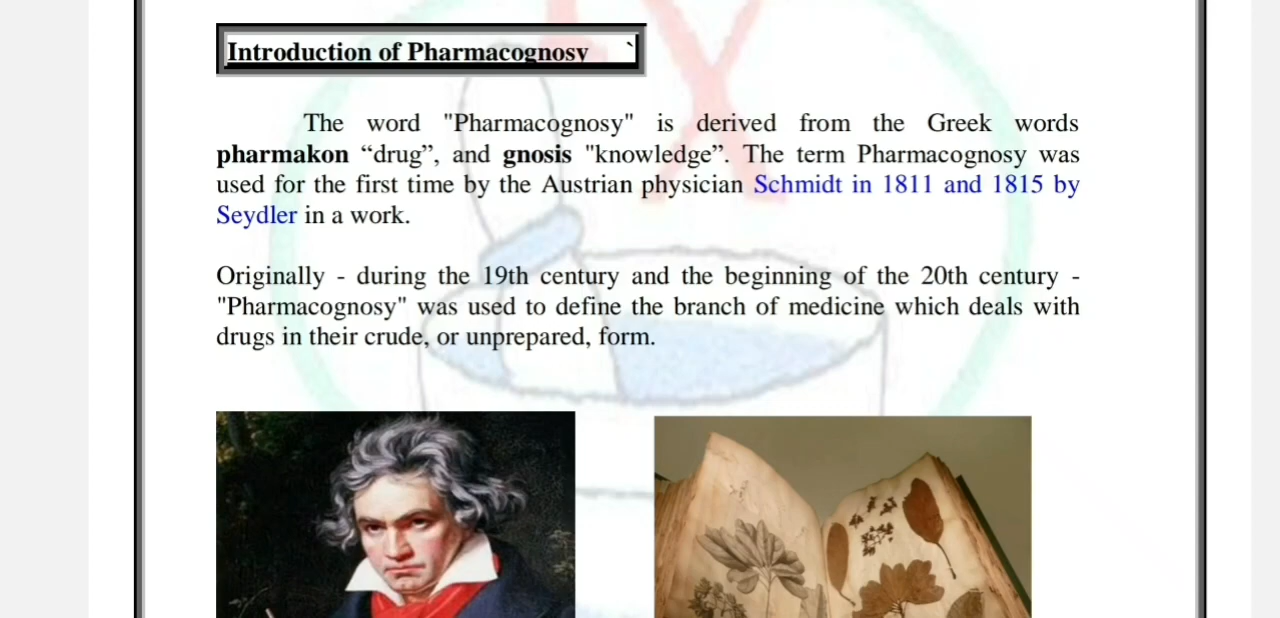 Introduction of Pharmacognosy `
The word "Pharmacognosy" is derived from the Greek words
pharmakon “drug”, and gnosis "knowledge”. The term Pharmacognosy was
used for the first time by the Austrian physician Schmidt in 1811 and 1815 by
Seydler in a work.
Originally - during the 19th century and the beginning of the 20th century -
"Pharmacognosy" was used to define the branch of medicine which deals with
drugs in their crude, or unprepared, form.